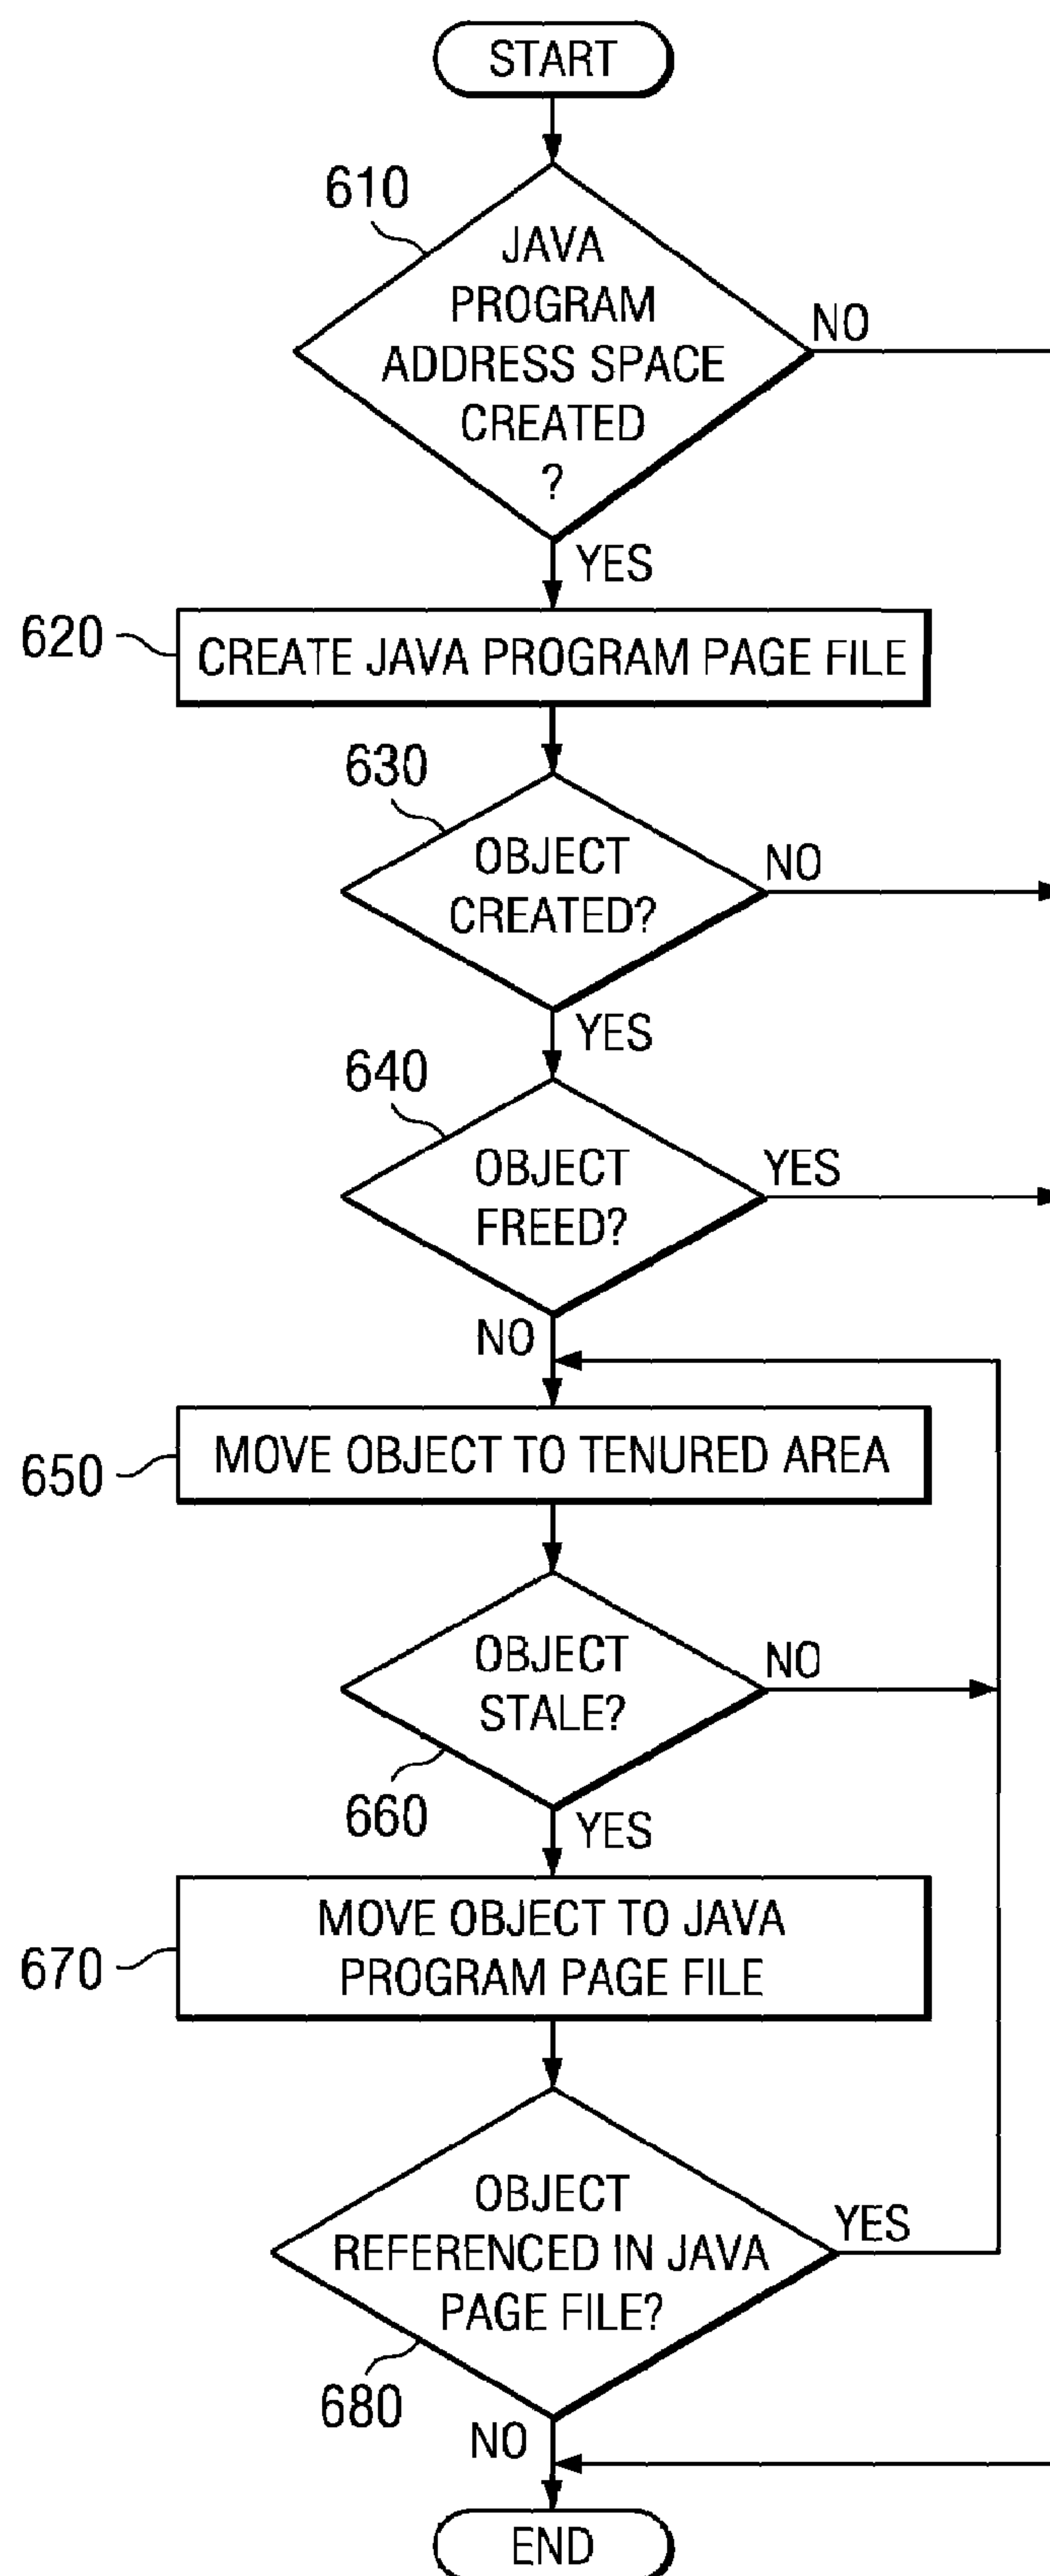 START
610
JAVA
PROGRAM
ADDRESS SPACE
CREATED
?
NO
YES
620
CREATE JAVA PROGRAM PAGE FILE
630
OBJECT
CREATED?
NO
YES
640
OBJECT
FREED?
YES
NO
650
MOVE OBJECT TO TENURED AREA
OBJECT
STALE?
NO
660
YES
670
MOVE OBJECT TO JAVA
PROGRAM PAGE FILE
OBJECT
REFERENCED IN JAVA
PAGE FILE?
YES
680
NO
END